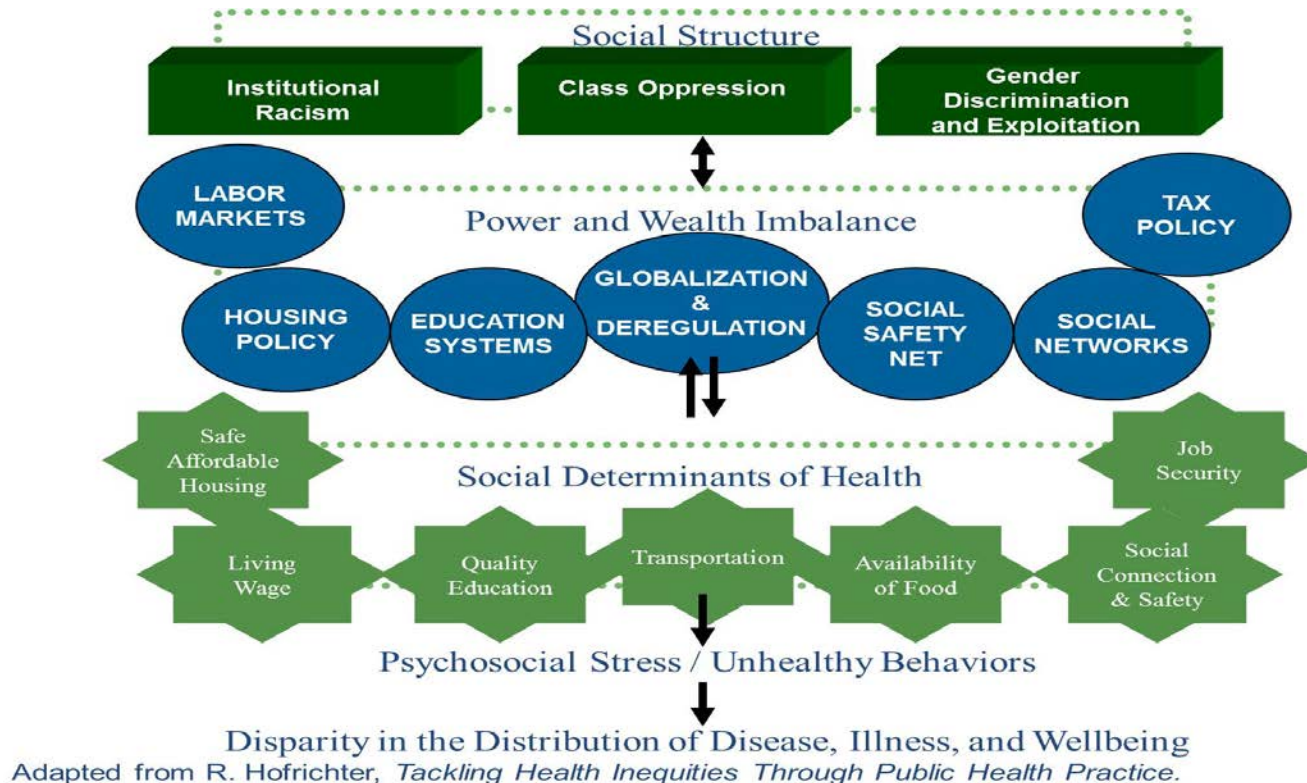 Social Structure
Institutional
Racism
Class Oppression
Gender
Discrimination
and Exploitation
LABOR
MARKETS
Power and Wealth Imbalance
TAX
POLICY
HOUSING
POLICY
EDUCATION
SYSTEMS
GLOBALIZATION
&
DEREGULATION
SOCIAL
SAFETY
NET
SOCIAL
NETWORKS
Safe
Affordable
Housing
Social Determinants of Health
Job
Security
Living
Wage
Quality
Education
Transportation
Availability
of Food
Social
Connection
& Safety
Psychosocial Stress / Unhealthy Behaviors
Disparity in the Distribution of Disease, Illness, and Wellbeing
Adapted from R. Hofrichter, Tackling Health Inequities Through Public Health Practice.